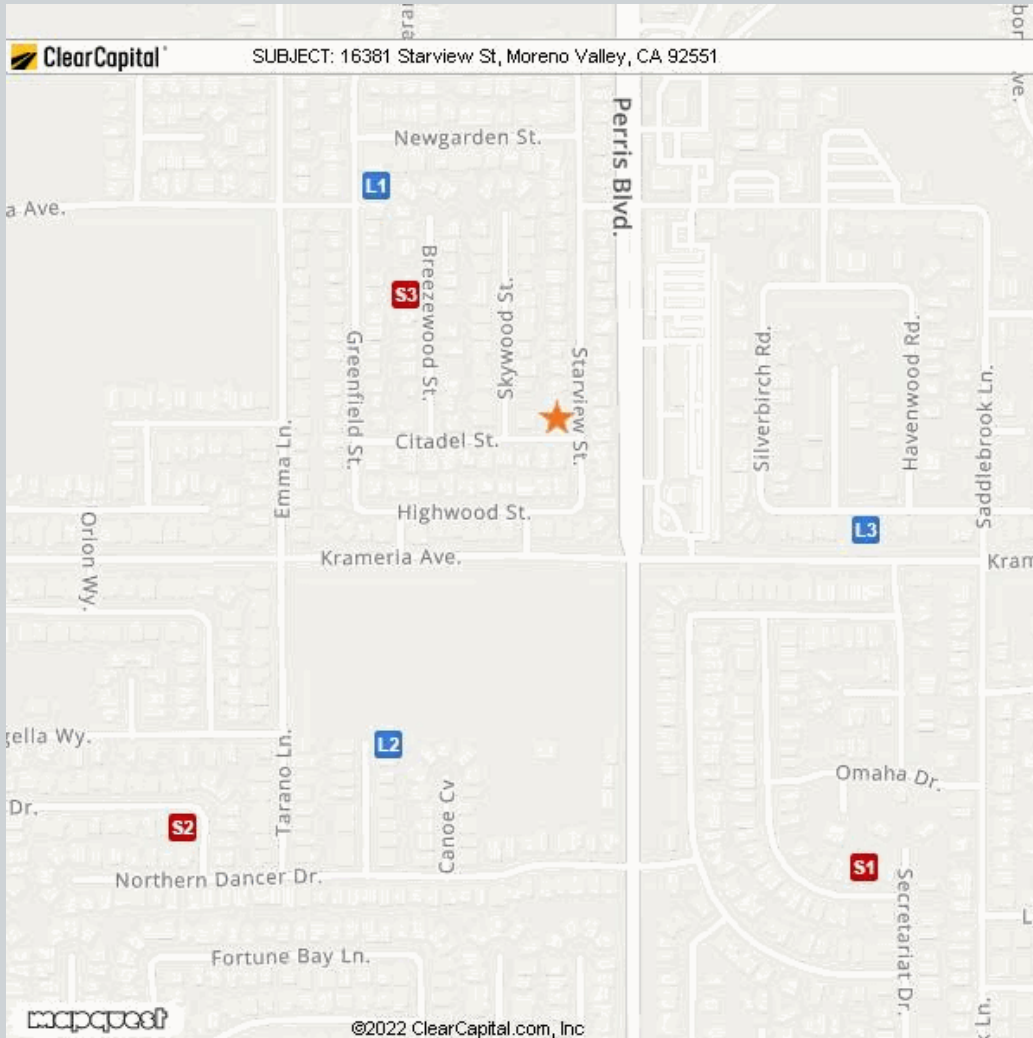 ClearCapital
SUBJECT: 16381 Starview St, Moreno Valley, CA 92551
Perris Blvd.
Newgarden St.
L1
a Ave.
Breezewood St.
S3
Skywood St.
Greenfield St.
Starview St.
Silverbirch Rd.
Havenwood Rd.
Saddlebrook Ln.
Emma Ln.
Citadel St.
Highwood St.
L3
Orion Wy.
Krameria Ave.
Kram
gella Wy.
L2
Tarano Ln.
Canoe Cv
Omaha Dr.
Dr.
S2
S1
Northern Dancer Dr.
Secretariat Dr.
Fortune Bay Ln.
Ln.
mapquest
©2022 ClearCapital.com, Inc